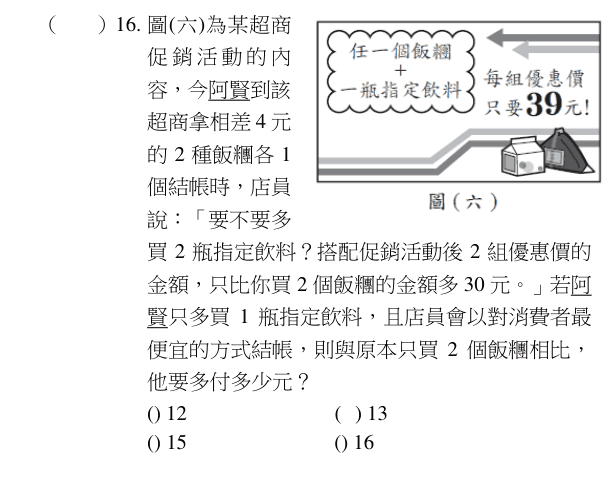 （　　）16. 圖(六)為某超商
促銷活動的內
容，今阿賢到該
超商拿相差 4 元
的 2 種飯糰各 1
個結帳時，店員
說：「要不要多
買 2 瓶指定飲料？搭配促銷活動後 2 組優惠價的
金額，只比你買 2 個飯糰的金額多 30 元。」若阿
賢只多買 1 瓶指定飲料，且店員會以對消費者最
便宜的方式結帳，則與原本只買 2 個飯糰相比，
他要多付多少元？
() 12　　( ) 13
() 15　　() 16
任一個飯糰
+
一瓶指定飲料
每組優惠價
只要39元!
圖(六)